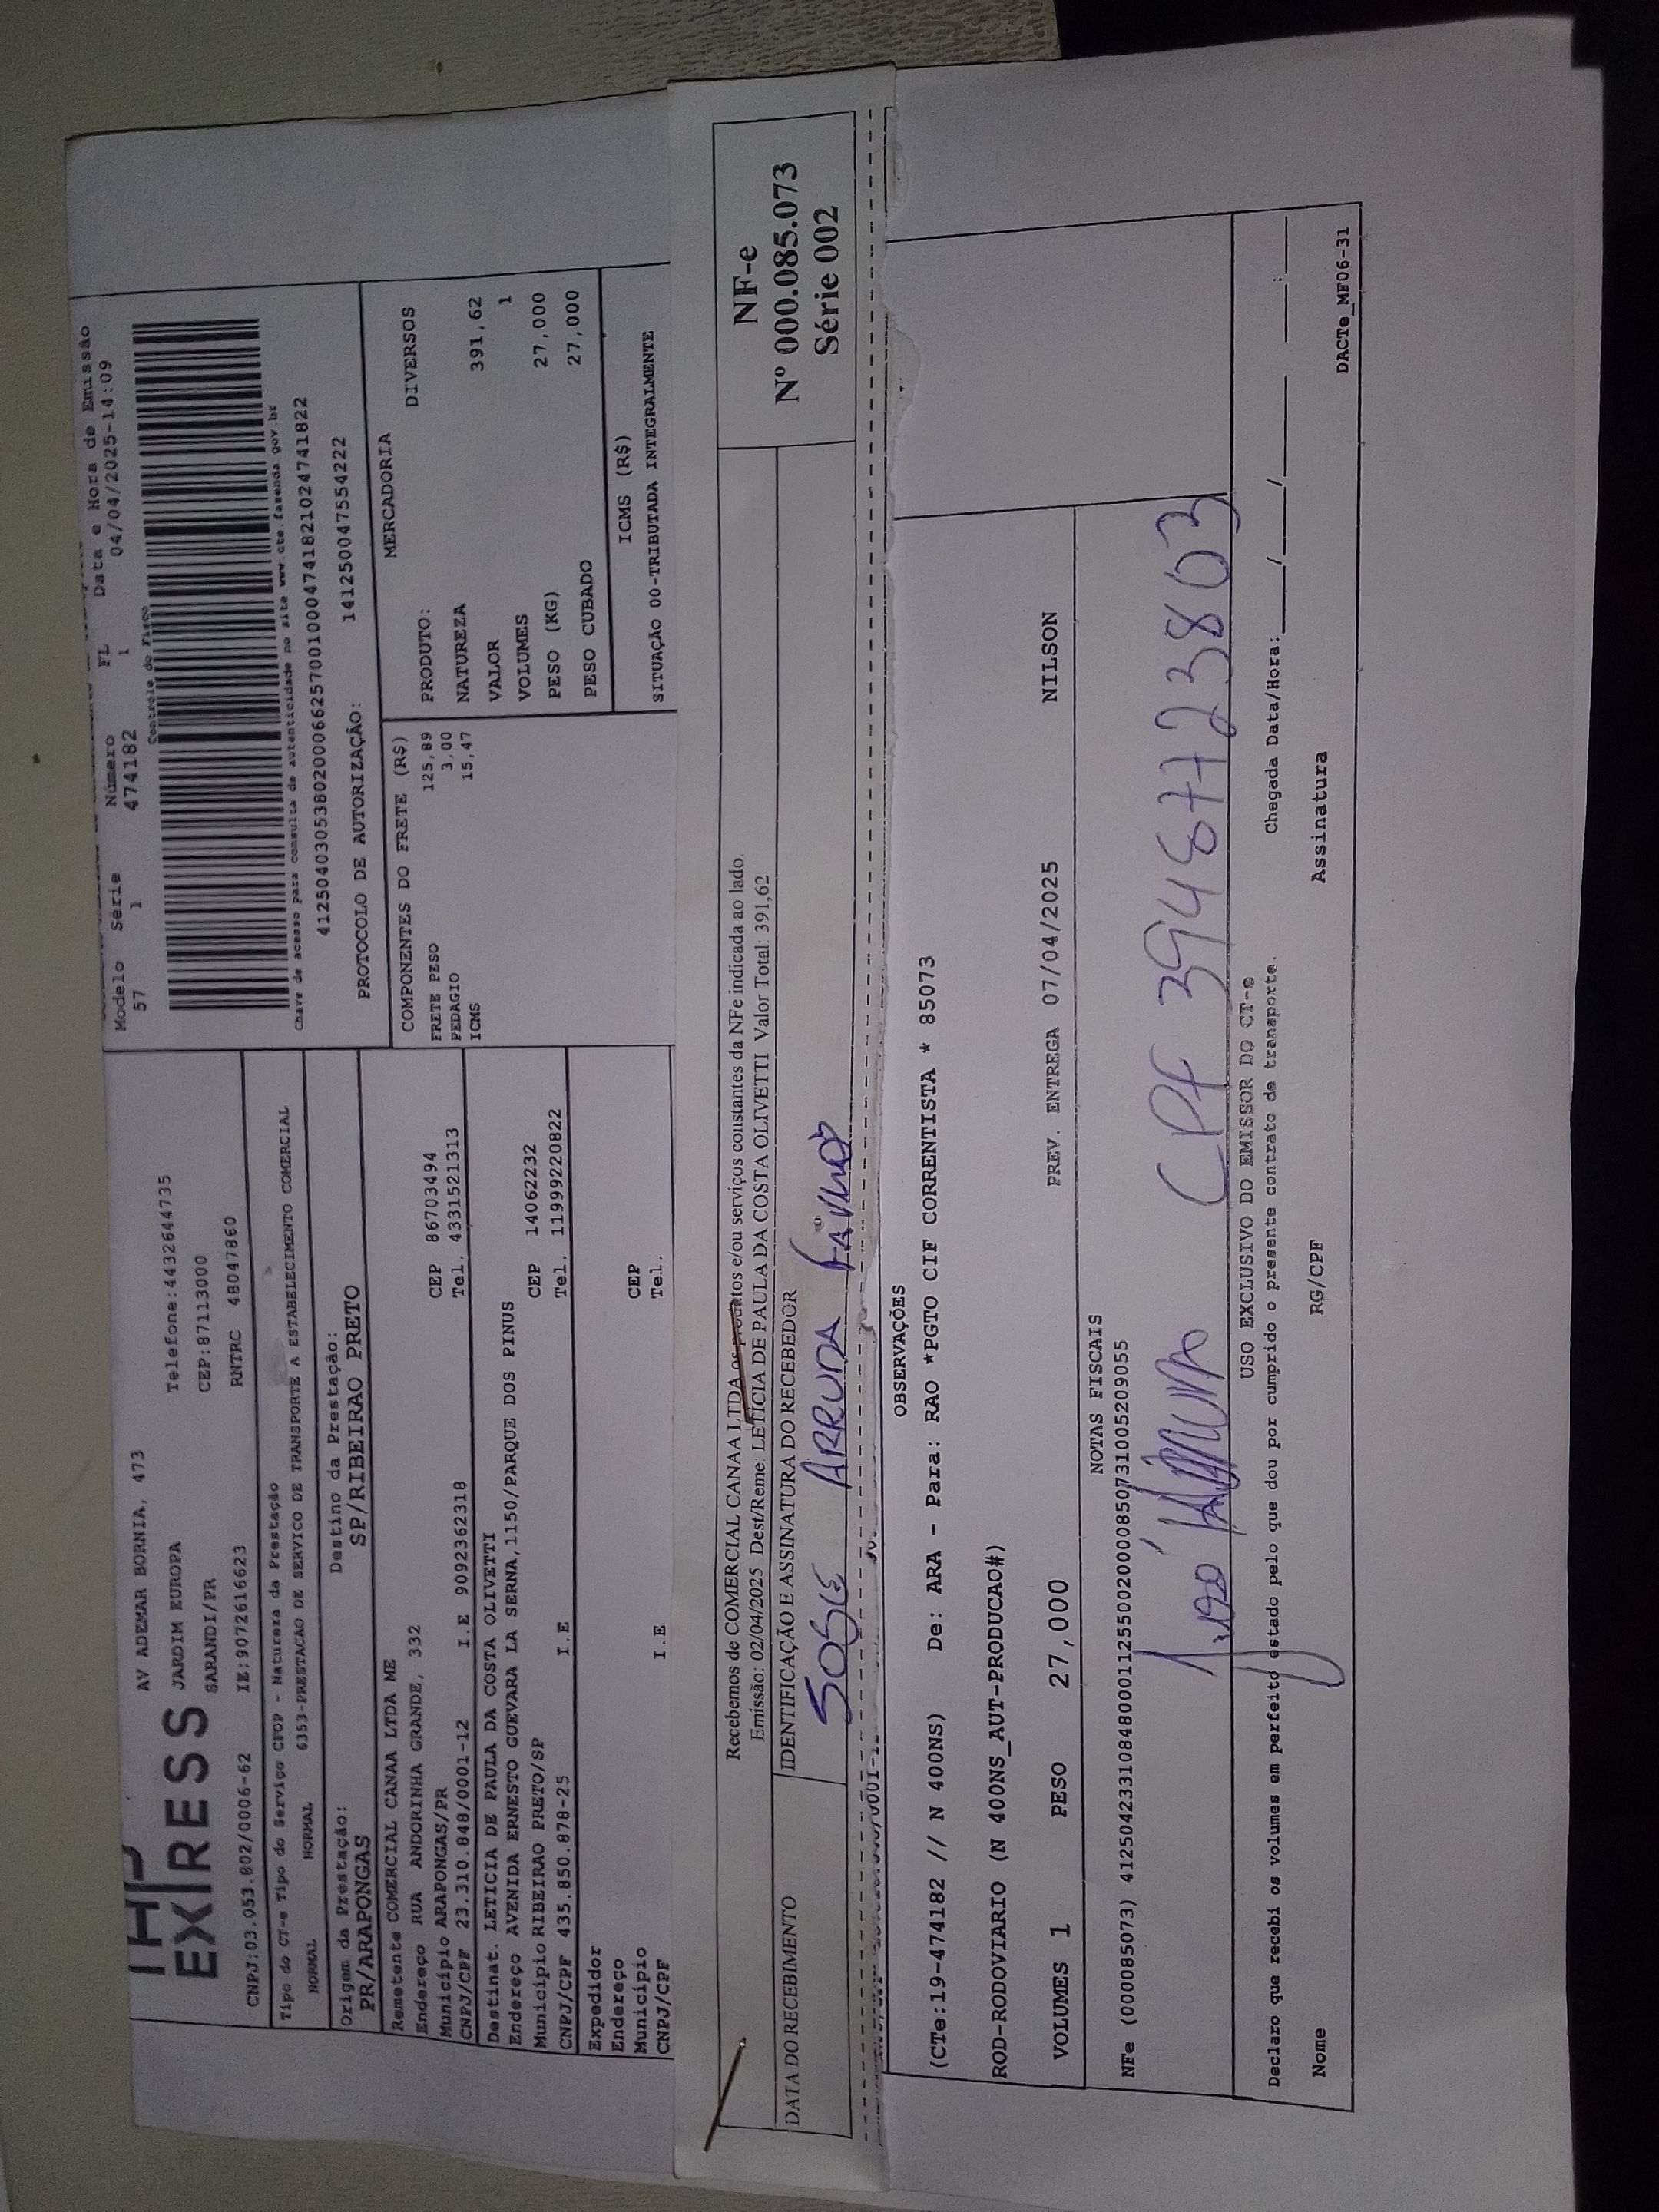 EXPRESS
AV ADEMAR BORNIA, 473
JARDIM EUROPA Telefone:4432644735
SARANDI/PR CEP:87113000
CNPJ:03.053.802/0006-62 IE:9072616623 RNTRC 48047860
Modelo Série Número FL Data e Hora de Emissão
57 1 474182 1 04/04/2025-14:09
Controle do Fisco
Chave de acesso para consulta de autenticidade no site www.cte.fazenda.gov.br
41250403053802000662570010004741821024741822
PROTOCOLO DE AUTORIZAÇÃO: 141250047554222
Tipo do CT-e Tipo do Serviço CFOP - Natureza da Prestação
NORMAL NORMAL 6353-PRESTACAO DE SERVICO DE TRANSPORTE A ESTABELECIMENTO COMERCIAL
Origem da Prestação: Destino da Prestação:
PR/ARAPONGAS SP/RIBEIRAO PRETO
Remetente COMERCIAL CANAA LTDA ME
Endereço RUA ANDORINHA GRANDE, 332
Município ARAPONGAS/PR CEP 86703494
CNPJ/CPF 23.310.848/0001-12 I.E 9092362318 Tel. 4331521313
Destinat. LETICIA DE PAULA DA COSTA OLIVETTI
Endereço AVENIDA ERNESTO GUEVARA LA SERNA,1150/PARQUE DOS PINUS
Município RIBEIRAO PRETO/SP CEP 14062232
CNPJ/CPF 435.850.878-25 I.E Tel. 11999220822
Expedidor
Endereço
Município CEP
CNPJ/CPF I.E Tel.
COMPONENTES DO FRETE (R$)
FRETE PESO 125,89
PEDAGIO 3,00
ICMS 15,47
MERCADORIA
PRODUTO: DIVERSOS
NATUREZA
VALOR 391,62
VOLUMES 1
PESO (KG) 27,000
PESO CUBADO 27,000
ICMS (R$)
SITUAÇÃO 00-TRIBUTADA INTEGRALMENTE
Recebemos de COMERCIAL CANAA LTDA os produtos e/ou serviços constantes da NFe indicada ao lado.
Emissão: 02/04/2025 Dest/Reme: LETICIA DE PAULA DA COSTA OLIVETTI Valor Total: 391,62
DATA DO RECEBIMENTO IDENTIFICAÇÃO E ASSINATURA DO RECEBEDOR
JOSÉ ARRUDA
NF-e
Nº 000.085.073
Série 002
OBSERVAÇÕES
(CTe:19-474182 // N 400NS) De: ARA - Para: RAO *PGTO CIF CORRENTISTA * 85073
ROD-RODOVIARIO (N 400NS_AUT-PRODUCAO#)
VOLUMES 1 PESO 27,000 PREV. ENTREGA 07/04/2025 NILSON
NOTAS FISCAIS
NFe (000085073) 41250423310848000112550020000850731005209055
CPF 39487723803
USO EXCLUSIVO DO EMISSOR DO CT-e
Declaro que recebi os volumes em perfeito estado pelo que dou por cumprido o presente contrato de transporte. Chegada Data/Hora:____/____/____ ___:___
Nome RG/CPF Assinatura
DACTe_MF06-31